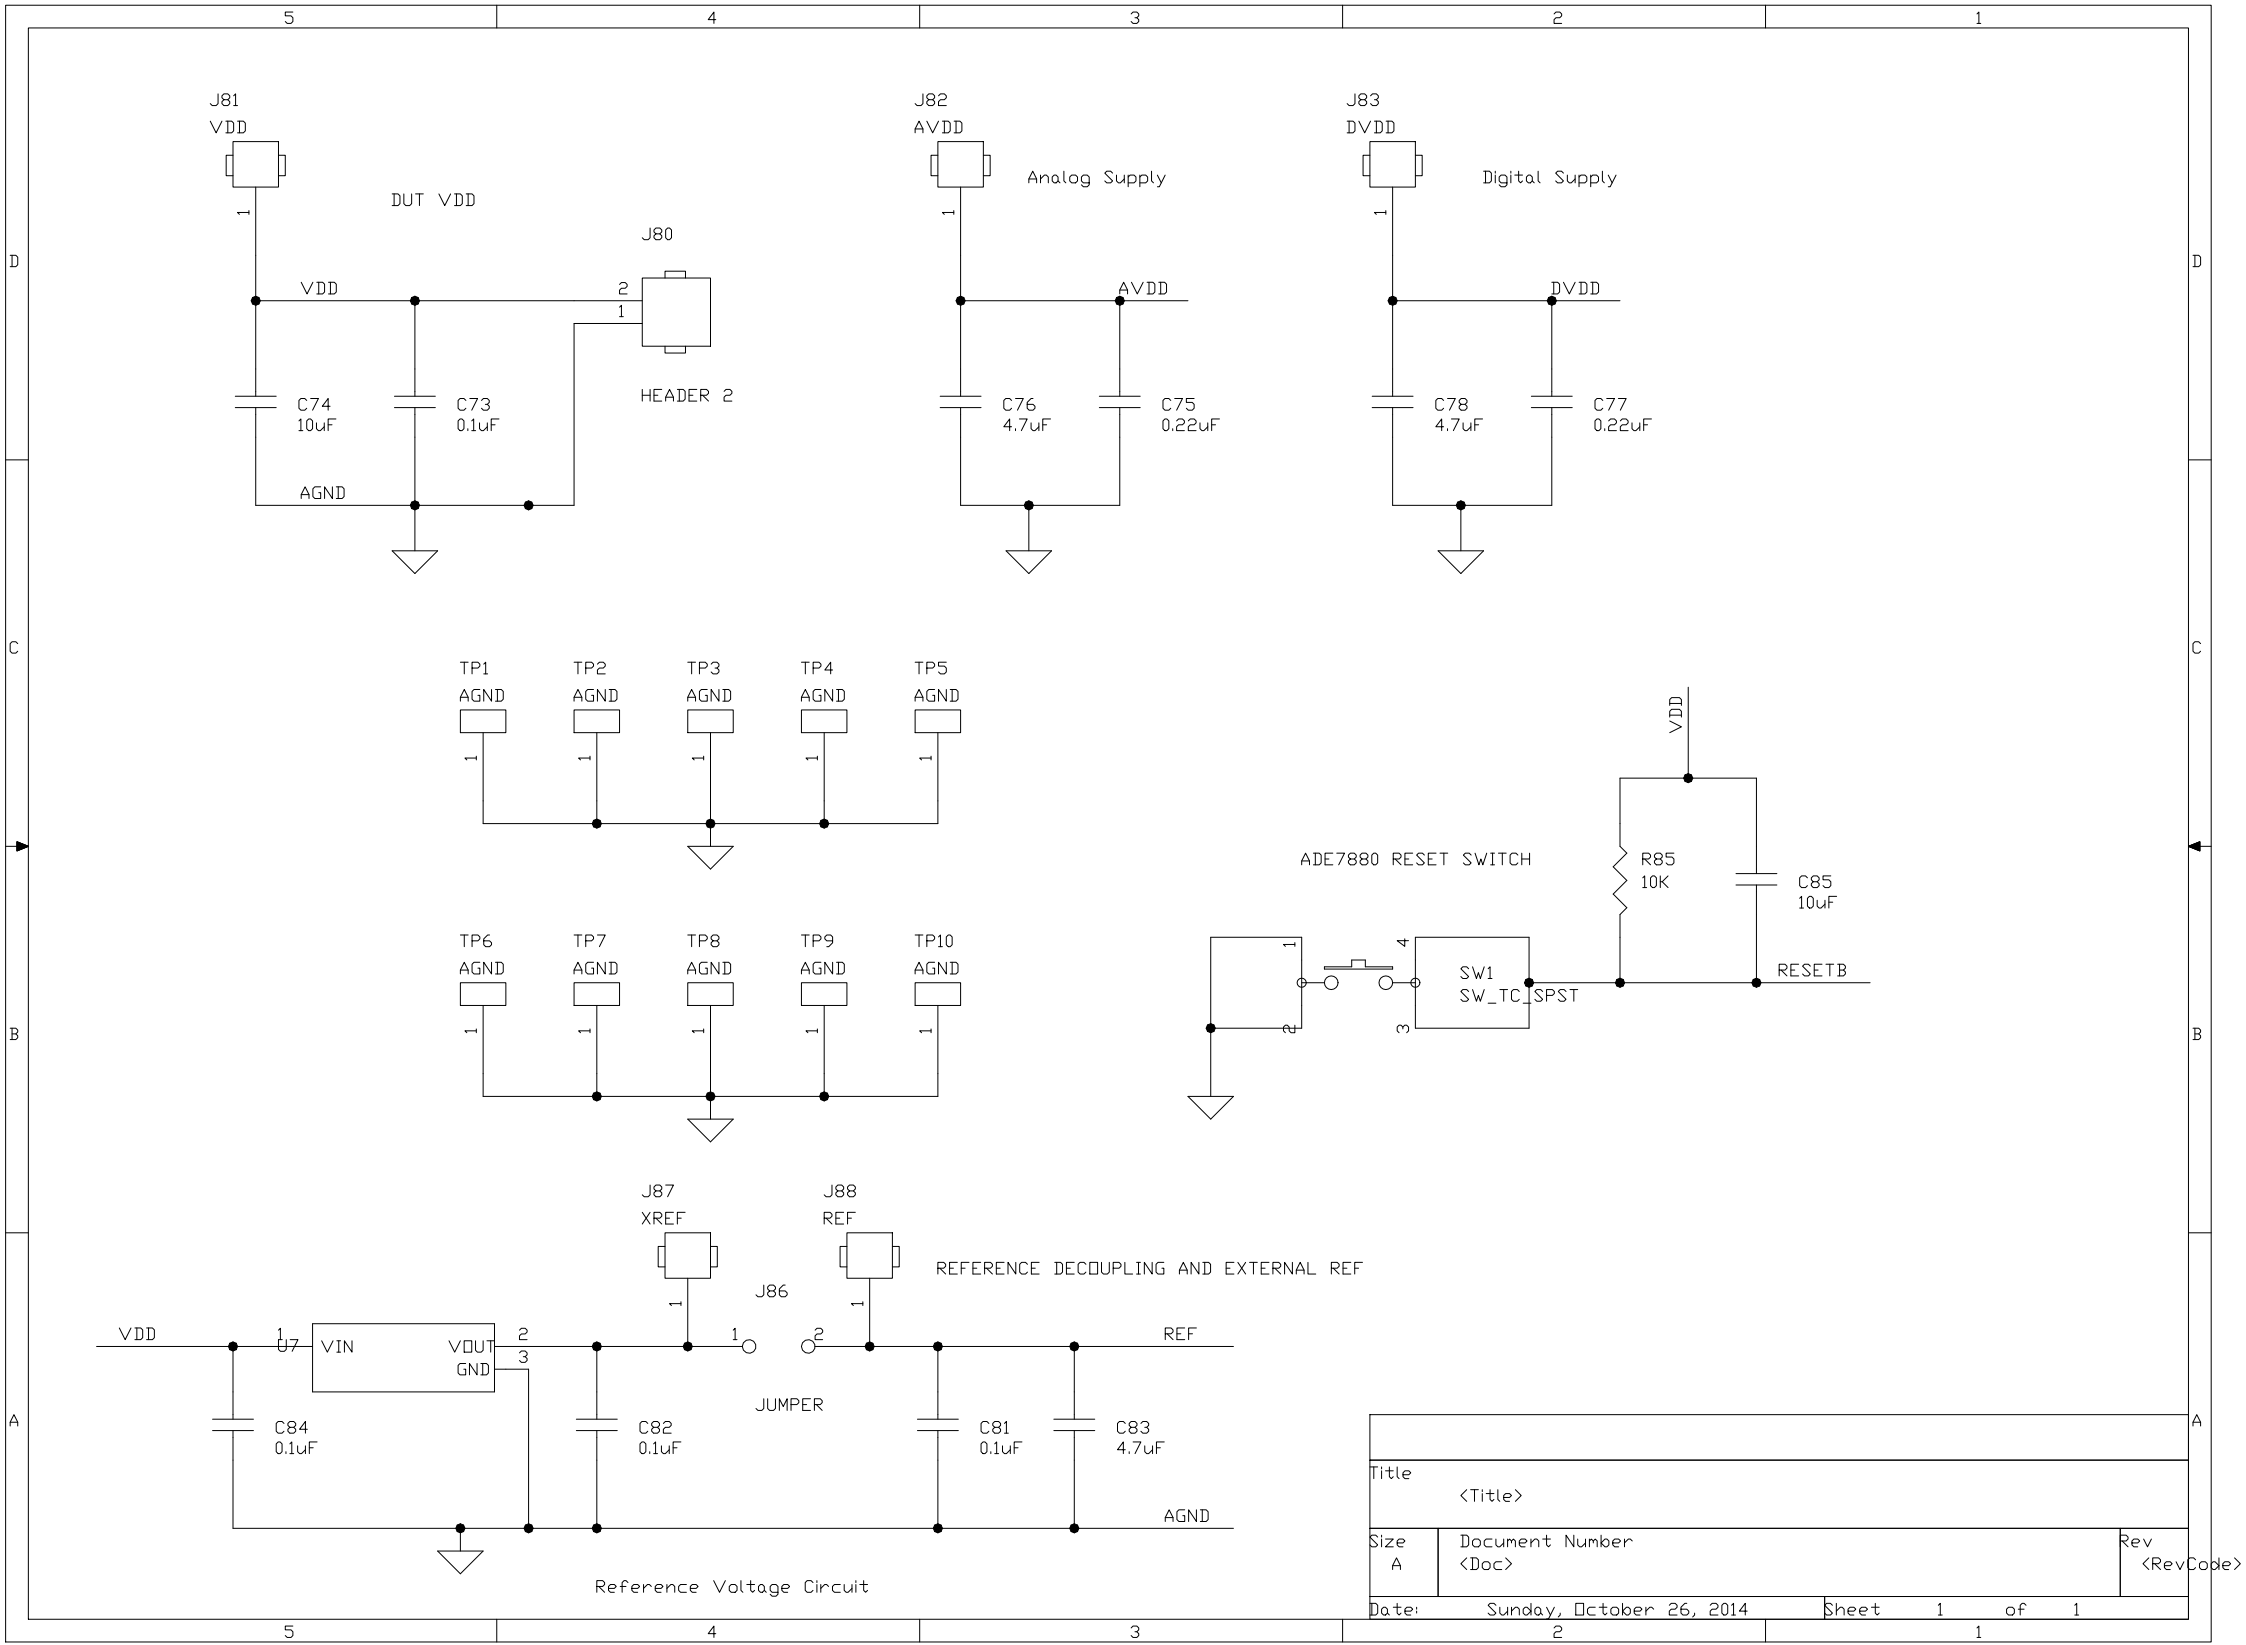 5 4 3 2 1
J81
VDD
1
DUT VDD
VDD
J80
2
1
HEADER 2
C74
10uF
C73
0.1uF
AGND
J82
AVDD
1
Analog Supply
AVDD
C76
4.7uF
C75
0.22uF
J83
DVDD
1
Digital Supply
DVDD
C78
4.7uF
C77
0.22uF
D D
C C
TP1 TP2 TP3 TP4 TP5
AGND AGND AGND AGND AGND
1 1 1 1 1
VDD
ADE7880 RESET SWITCH
R85
10K
C85
10uF
1
2
4
3
SW1
SW_TC_SPST
RESETB
TP6 TP7 TP8 TP9 TP10
AGND AGND AGND AGND AGND
1 1 1 1 1
B B
J87
XREF
1
J88
REF
1
REFERENCE DECOUPLING AND EXTERNAL REF
J86
1 2
JUMPER
VDD
1
U7
VIN VOUT
GND
2
3
REF
C84
0.1uF
C82
0.1uF
C81
0.1uF
C83
4.7uF
AGND
A A
Reference Voltage Circuit
Title
<Title>
Size
A
Document Number
<Doc>
Rev
<RevCode>
Date: Sunday, October 26, 2014 Sheet 1 of 1
5 4 3 2 1